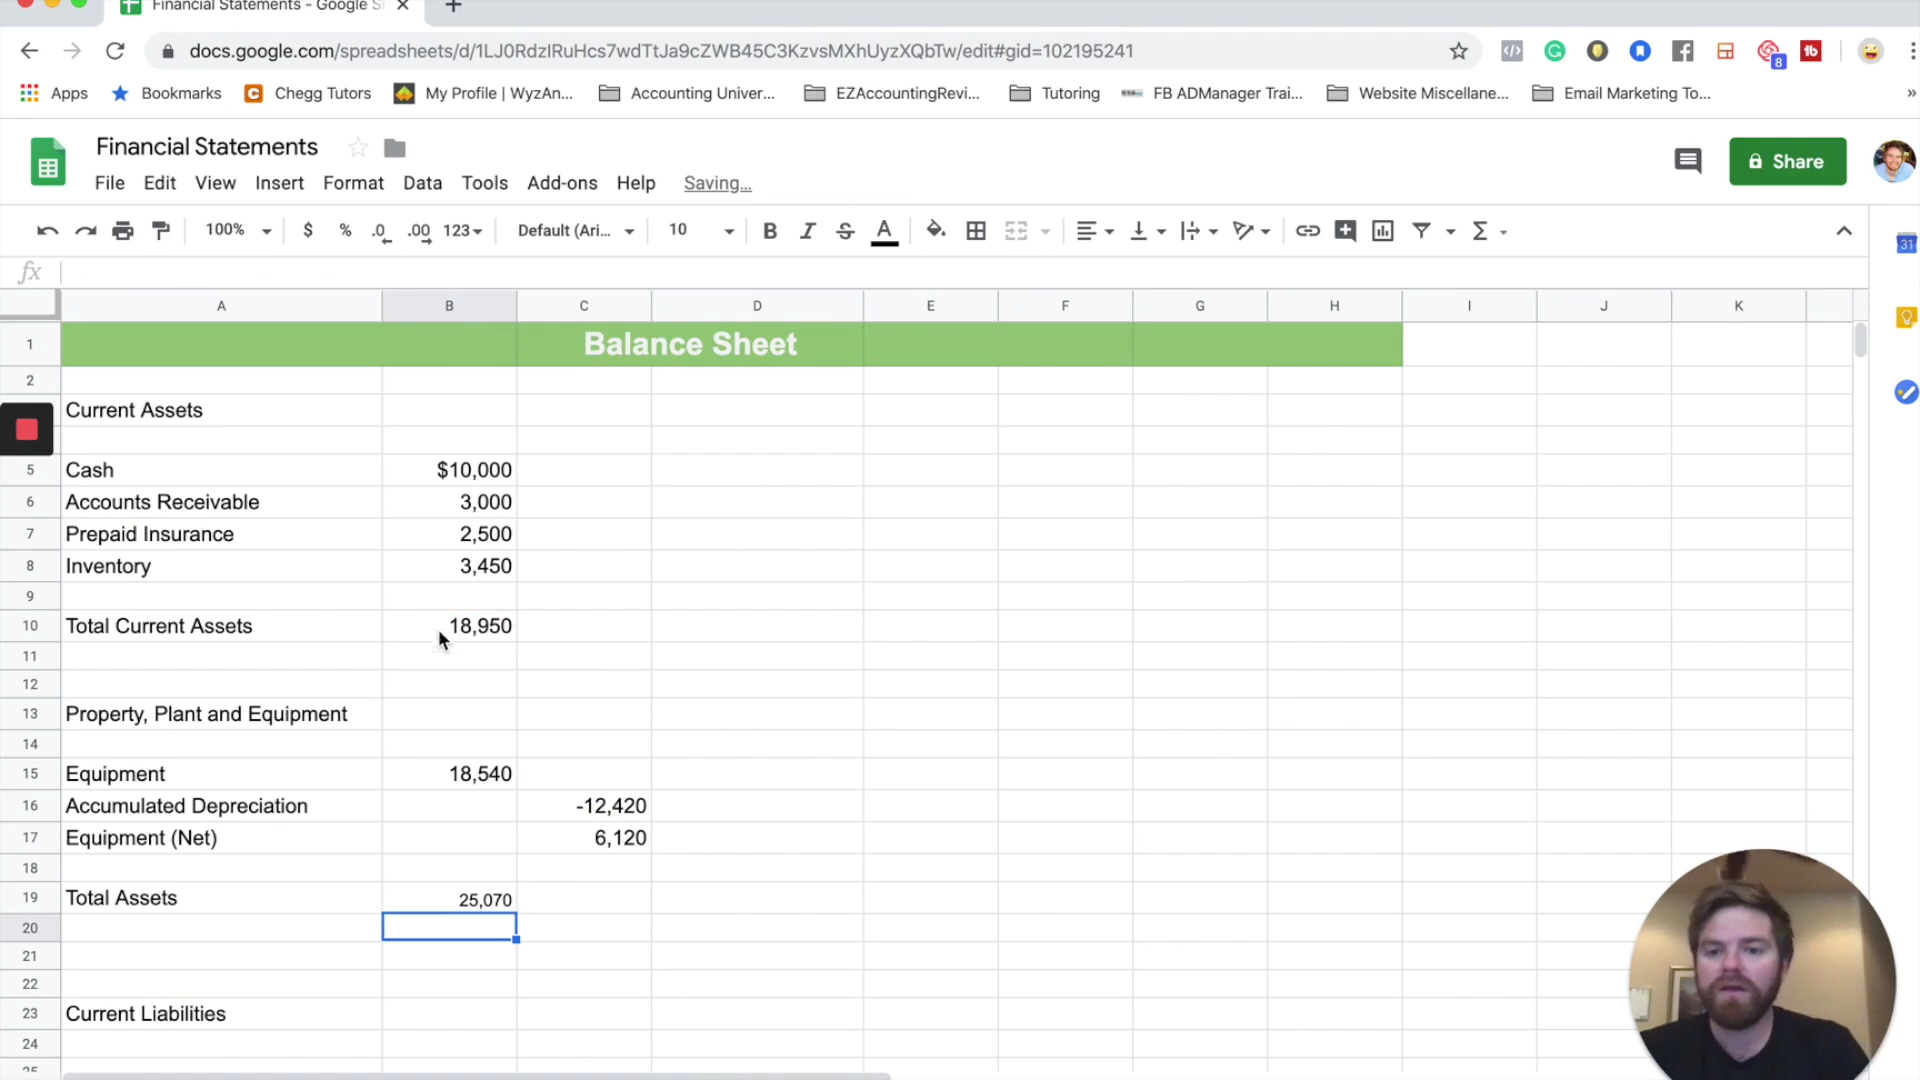 Financial Statements - Google S
docs.google.com/spreadsheets/d/1LJ0RdzIRuHcs7wdTtJa9cZWB45C3KzvsMXhUyzXQbTw/edit#gid=102195241
8
Apps Bookmarks Chegg Tutors My Profile | WyzAn... Accounting Univer... EZAccountingRevi... Tutoring FB ADManager Trai... Website Miscellane... Email Marketing To... »
Financial Statements
Share
File Edit View Insert Format Data Tools Add-ons Help Saving...
100% $ % .0 .00 123 Default (Ari... 10 B I S A Σ
31
fx
A B C D E F G H I J K
1 Balance Sheet
2
Current Assets
5 Cash $10,000
6 Accounts Receivable 3,000
7 Prepaid Insurance 2,500
8 Inventory 3,450
9
10 Total Current Assets 18,950
11
12
13 Property, Plant and Equipment
14
15 Equipment 18,540
16 Accumulated Depreciation -12,420
17 Equipment (Net) 6,120
18
19 Total Assets 25,070
20
21
22
23 Current Liabilities
24
25